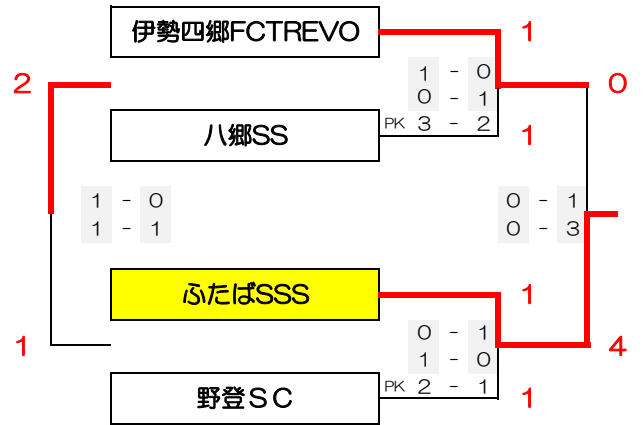 伊勢四郷FCTREVO 1
2 1 - 0 0
0 - 1
八郷SS PK 3 - 2 1
1 - 0 0 - 1
1 - 1 0 - 3
ふたばSSS 1
1 0 - 1 4
1 - 0
野登SC PK 2 - 1 1